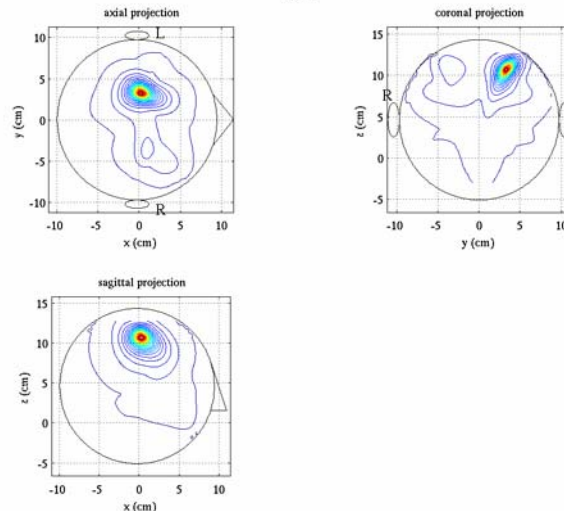 axial projection
L
10
5
0
-5
-10
y (cm)
R
-10 -5 0 5 10
x (cm)
coronal projection
15
10
5
0
-5
z (cm)
R
-10 -5 0 5 10
y (cm)
sagittal projection
15
10
5
0
-5
z (cm)
-10 -5 0 5 10
x (cm)